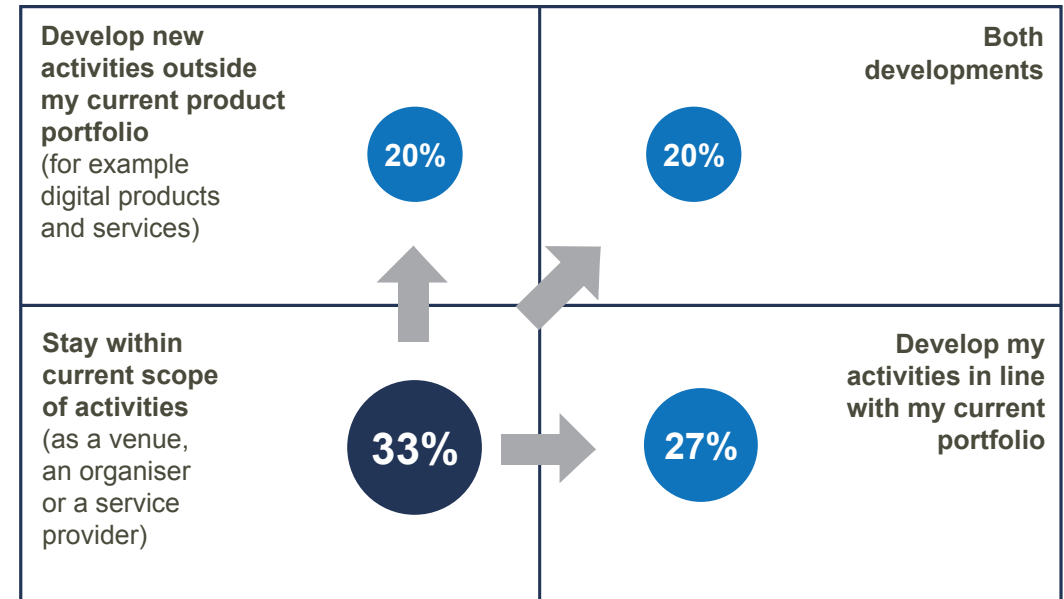 Develop new
activities outside
my current product
portfolio
(for example
digital products
and services)
20%
Both
developments
20%
Stay within
current scope
of activities
(as a venue,
an organiser
or a service
provider)
33%
Develop my
activities in line
with my current
portfolio
27%